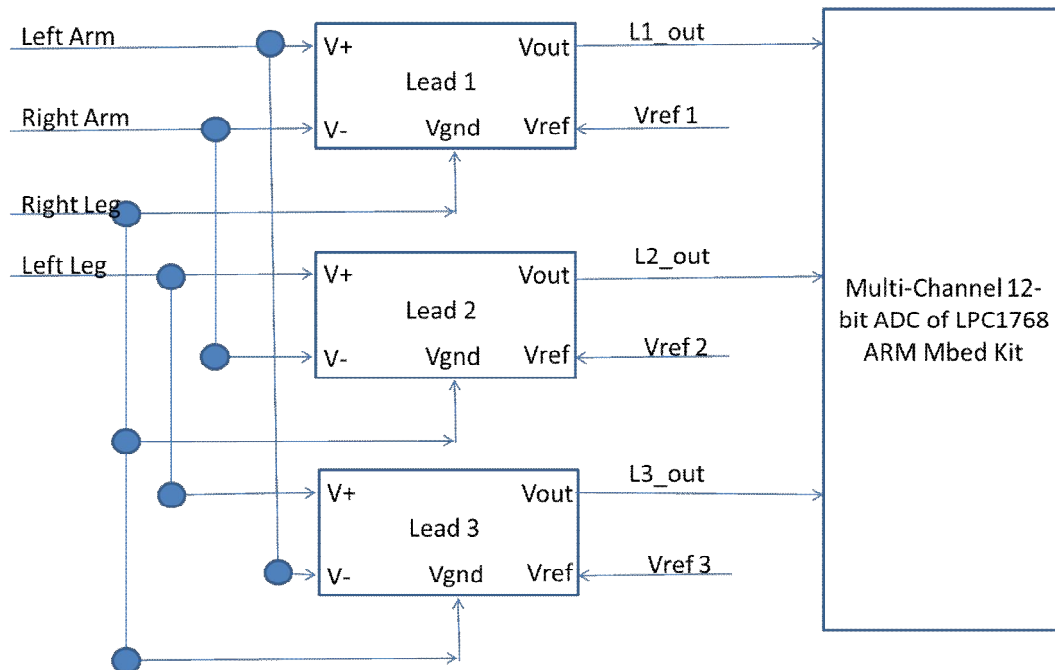 Left Arm
V+
Vout
L1_out
Lead 1
Right Arm
V-
Vgnd
Vref
Vref 1
Right Leg
Left Leg
V+
Vout
L2_out
Lead 2
V-
Vgnd
Vref
Vref 2
Multi-Channel 12-
bit ADC of LPC1768
ARM Mbed Kit
V+
Vout
L3_out
Lead 3
V-
Vgnd
Vref
Vref 3